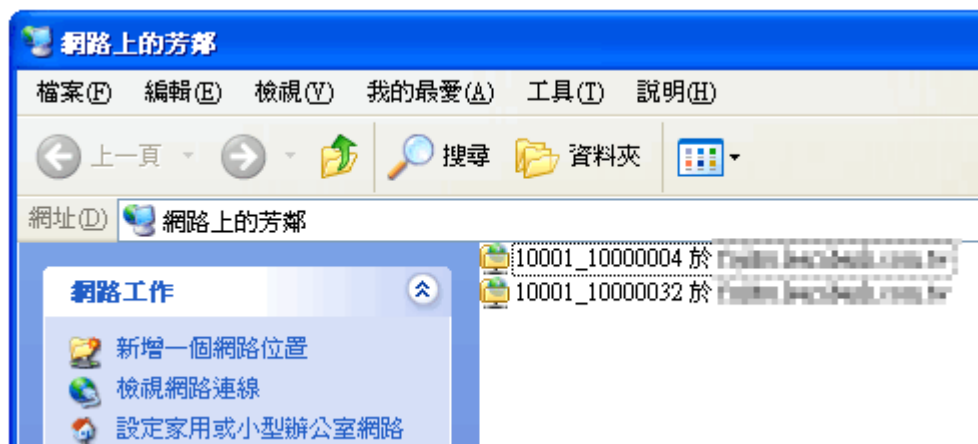 網路上的芳鄰
檔案(F) 編輯(E) 檢視(V) 我的最愛(A) 工具(T) 說明(H)
上一頁 搜尋 資料夾
網址(D) 網路上的芳鄰
10001_10000004 於
10001_10000032 於
網路工作
新增一個網路位置
檢視網路連線
設定家用或小型辦公室網路